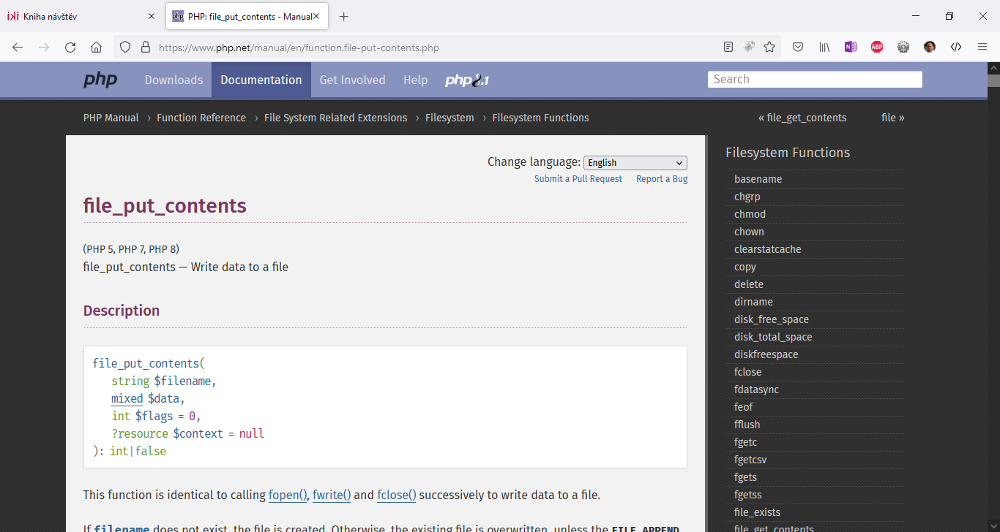 Kniha návštěv
PHP: file_put_contents - Manual
https://www.php.net/manual/en/function.file-put-contents.php
ABP
php Downloads Documentation Get Involved Help php8.1 Search
PHP Manual › Function Reference › File System Related Extensions › Filesystem › Filesystem Functions « file_get_contents file »
Change language: English
Submit a Pull Request Report a Bug
file_put_contents
(PHP 5, PHP 7, PHP 8)
file_put_contents — Write data to a file
Description
file_put_contents(
string $filename,
mixed $data,
int $flags = 0,
?resource $context = null
): int|false
This function is identical to calling fopen(), fwrite() and fclose() successively to write data to a file.
If filename does not exist, the file is created. Otherwise, the existing file is overwritten, unless the FILE_APPEND
Filesystem Functions
basename
chgrp
chmod
chown
clearstatcache
copy
delete
dirname
disk_free_space
disk_total_space
diskfreespace
fclose
fdatasync
feof
fflush
fgetc
fgetcsv
fgets
fgetss
file_exists
file_get_contents